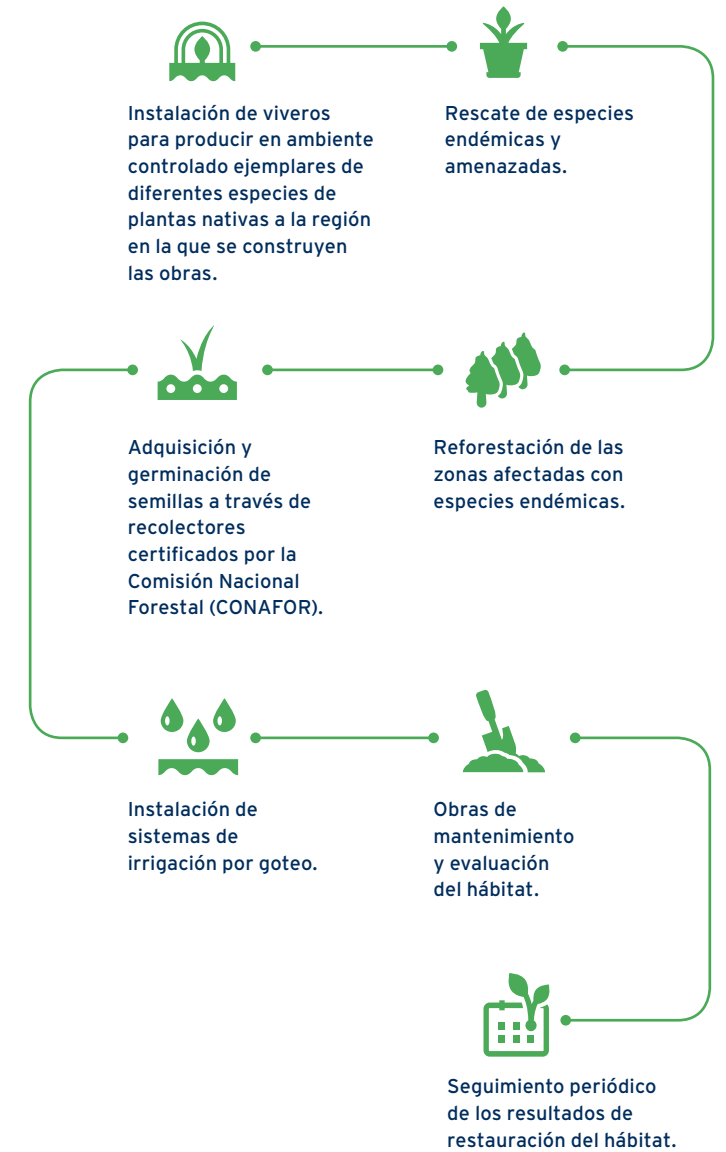 Instalación de viveros
para producir en ambiente
controlado ejemplares de
diferentes especies de
plantas nativas a la región
en la que se construyen
las obras.
Rescate de especies
endémicas y
amenazadas.
Reforestación de las
zonas afectadas con
especies endémicas.
Adquisición y
germinación de
semillas a través de
recolectores
certificados por la
Comisión Nacional
Forestal (CONAFOR).
Instalación de
sistemas de
irrigación por goteo.
Obras de
mantenimiento
y evaluación
del hábitat.
Seguimiento periódico
de los resultados de
restauración del hábitat.